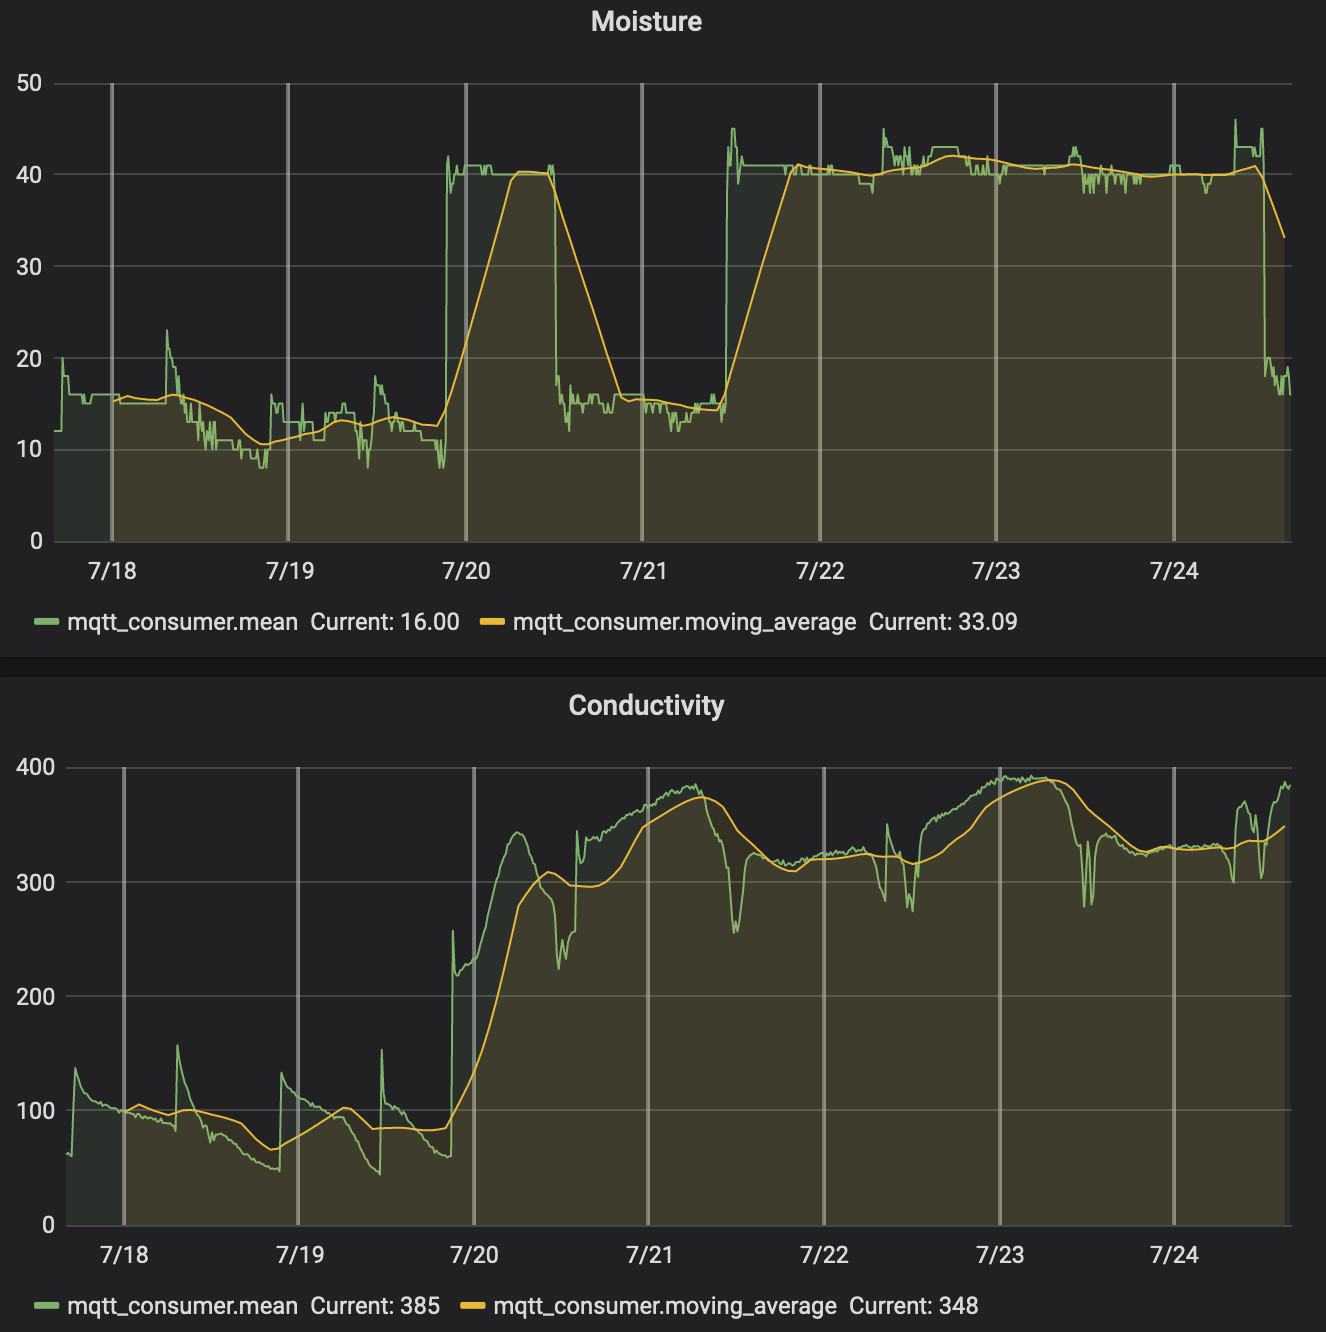 Moisture
50
40
30
20
10
0
7/18 7/19 7/20 7/21 7/22 7/23 7/24
mqtt_consumer.mean Current: 16.00 mqtt_consumer.moving_average Current: 33.09
Conductivity
400
300
200
100
0
7/18 7/19 7/20 7/21 7/22 7/23 7/24
mqtt_consumer.mean Current: 385 mqtt_consumer.moving_average Current: 348